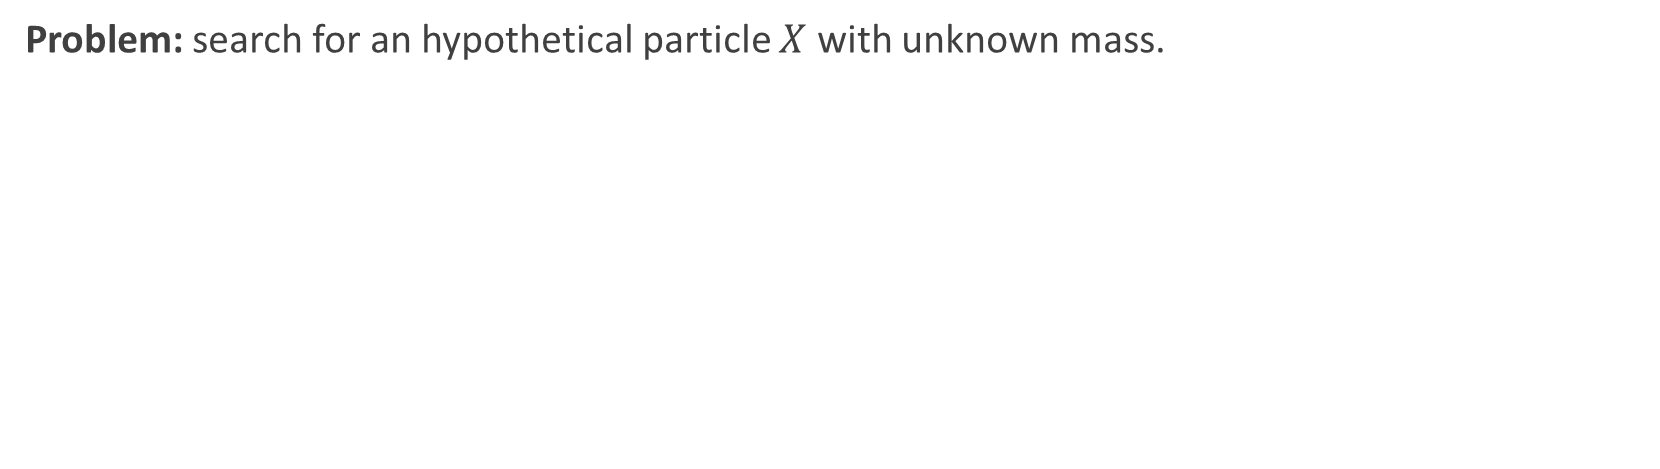 Problem: search for an hypothetical particle X with unknown mass.